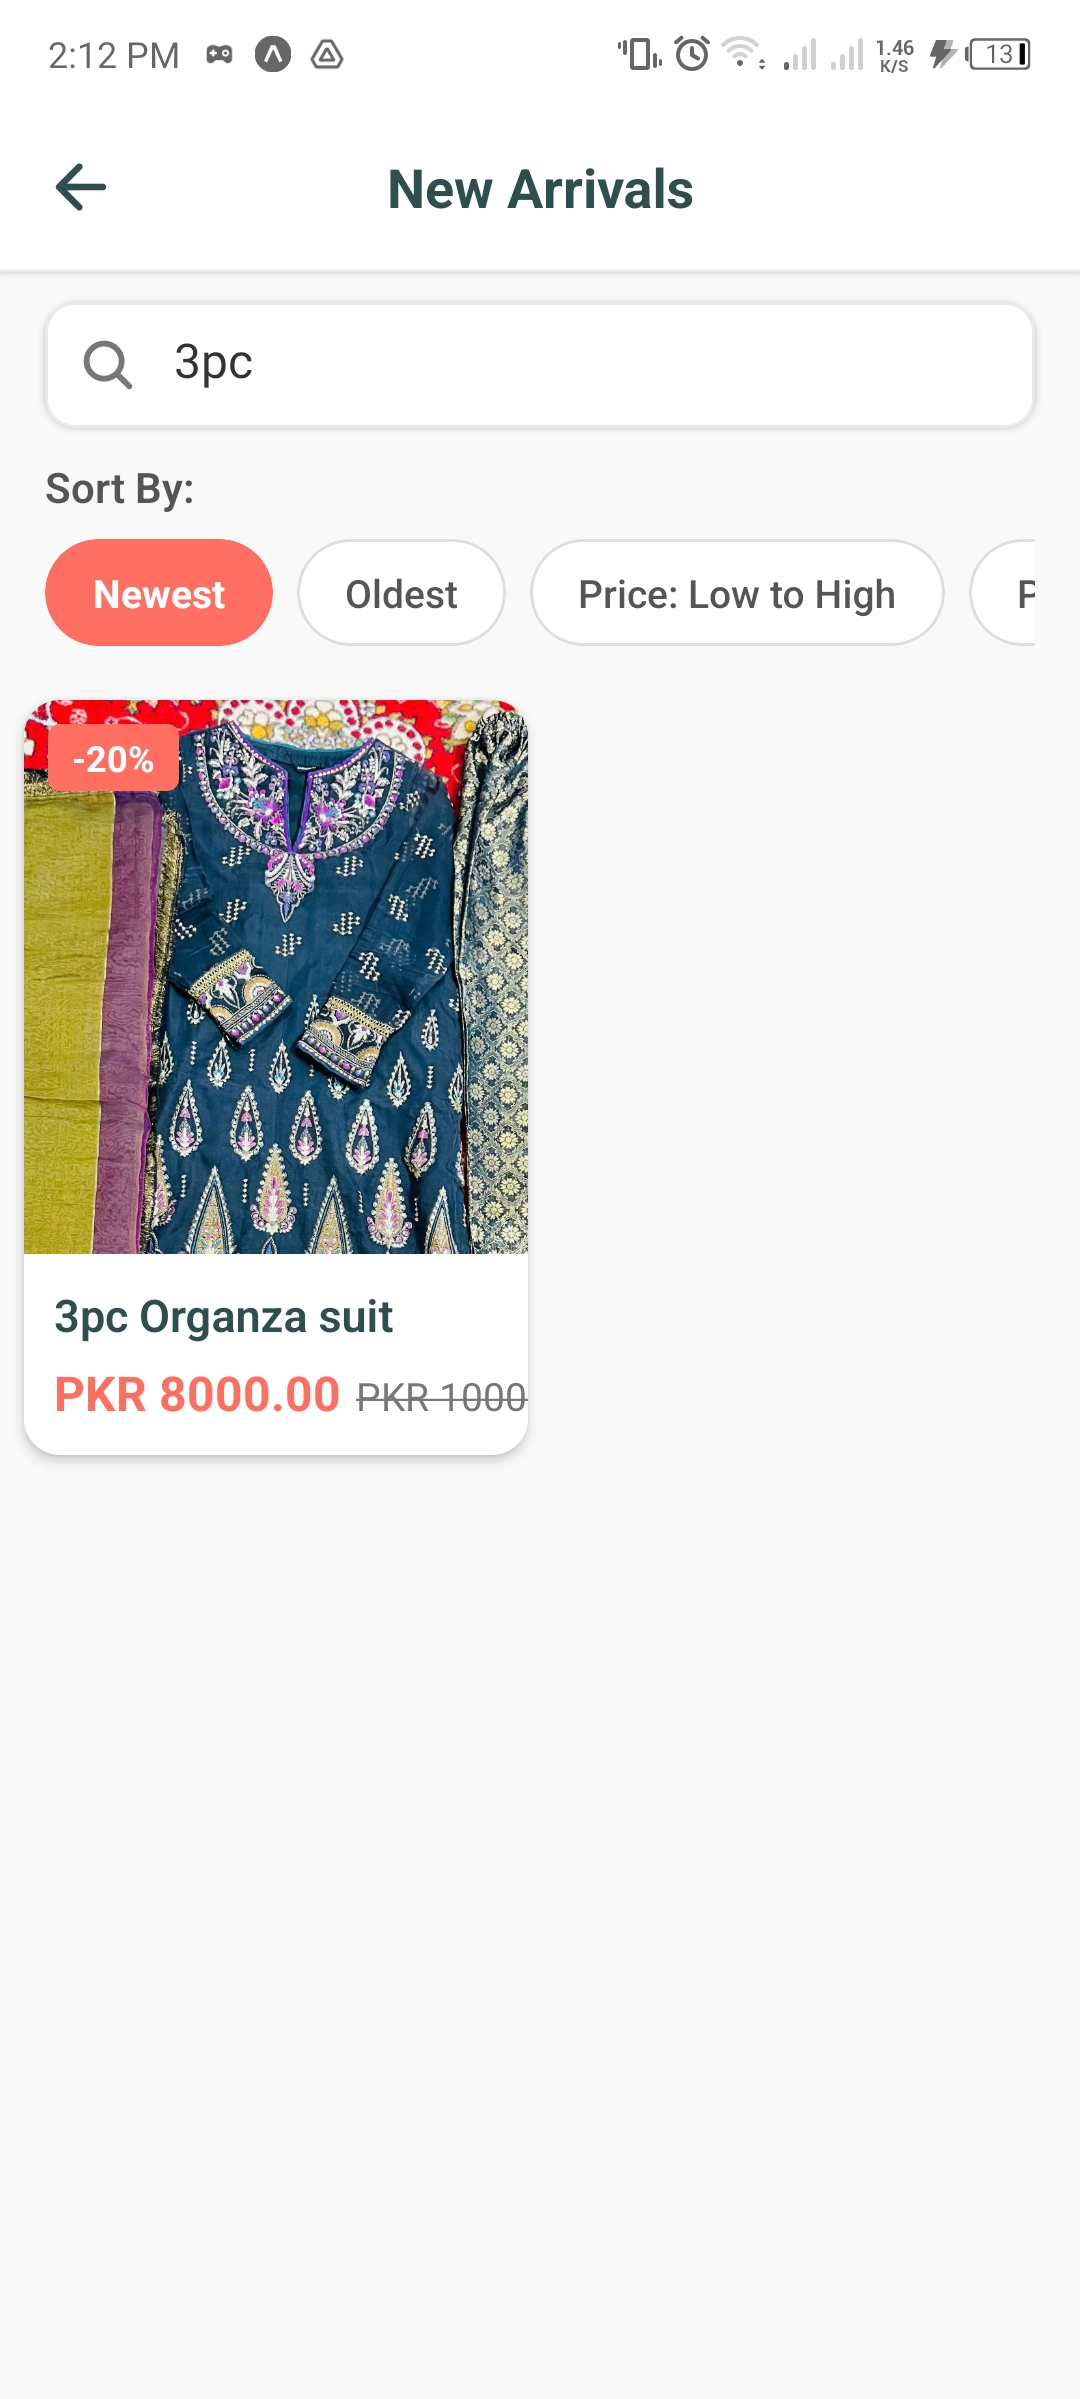 2:12 PM
1.46
K/S
13
New Arrivals
3pc
Sort By:
Newest
Oldest
Price: Low to High
P
-20%
3pc Organza suit
PKR 8000.00 PKR 1000